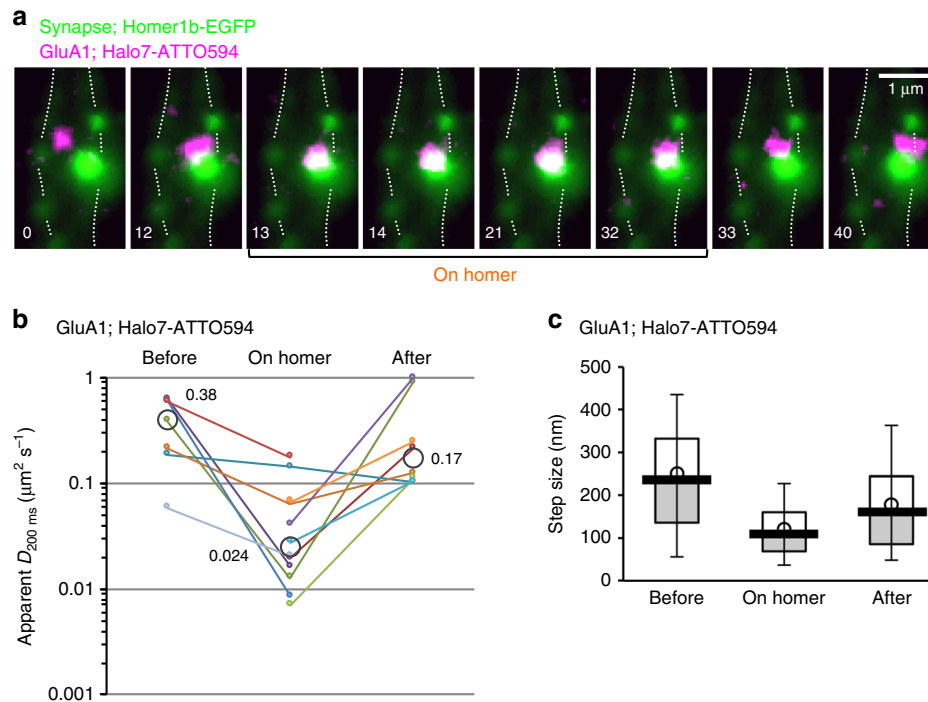 a
Synapse; Homer1b-EGFP
GluA1; Halo7-ATTO594
1 μm
0 12 13 14 21 32 33 40
On homer
b
GluA1; Halo7-ATTO594
Before On homer After
1
0.1
0.01
0.001
0.38
0.024
0.17
Apparent D200 ms (μm2 s–1)
c
GluA1; Halo7-ATTO594
500
400
300
200
100
0
Step size (nm)
Before On homer After